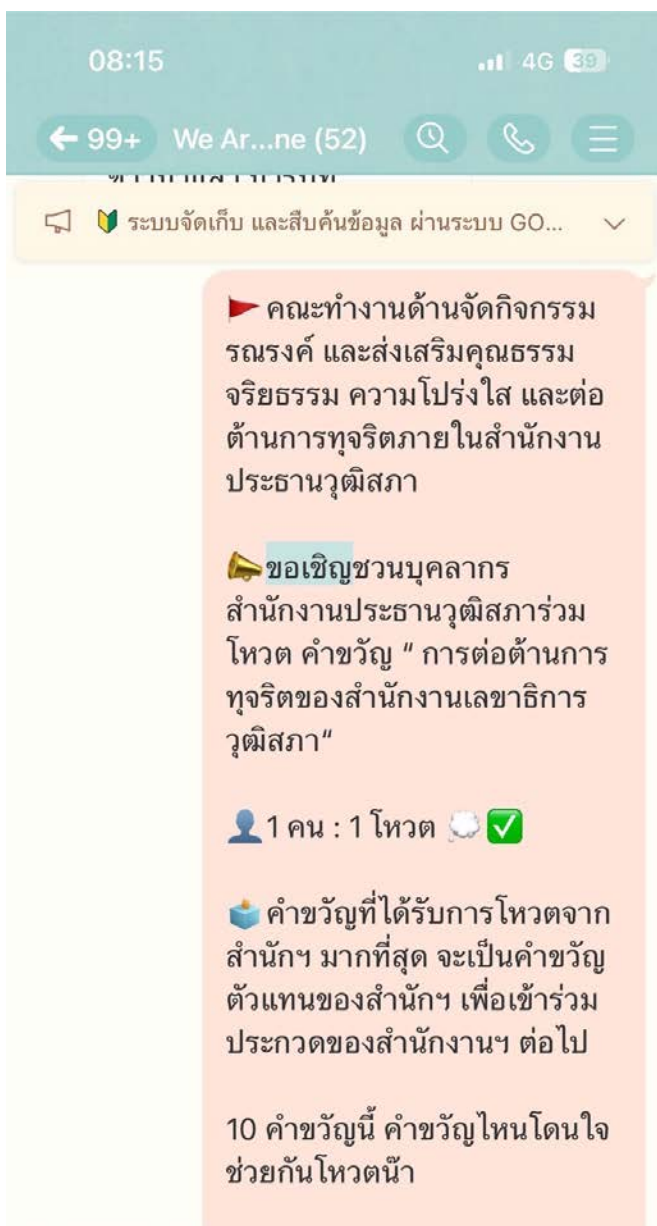 08:15
4G 39
99+ We Ar...ne (52)
🔰 ระบบจัดเก็บ และสืบค้นข้อมูล ผ่านระบบ GO...
🚩 คณะทำงานด้านจัดกิจกรรม
รณรงค์ และส่งเสริมคุณธรรม
จริยธรรม ความโปร่งใส และต่อ
ต้านการทุจริตภายในสำนักงาน
ประธานวุฒิสภา
📣ขอเชิญชวนบุคลากร
สำนักงานประธานวุฒิสภาร่วม
โหวต คำขวัญ " การต่อต้านการ
ทุจริตของสำนักงานเลขาธิการ
วุฒิสภา"
👤1 คน : 1 โหวต 💭✅
🗳️ คำขวัญที่ได้รับการโหวตจาก
สำนักฯ มากที่สุด จะเป็นคำขวัญ
ตัวแทนของสำนักฯ เพื่อเข้าร่วม
ประกวดของสำนักงานฯ ต่อไป
10 คำขวัญนี้ คำขวัญไหนโดนใจ
ช่วยกันโหวตน๊า